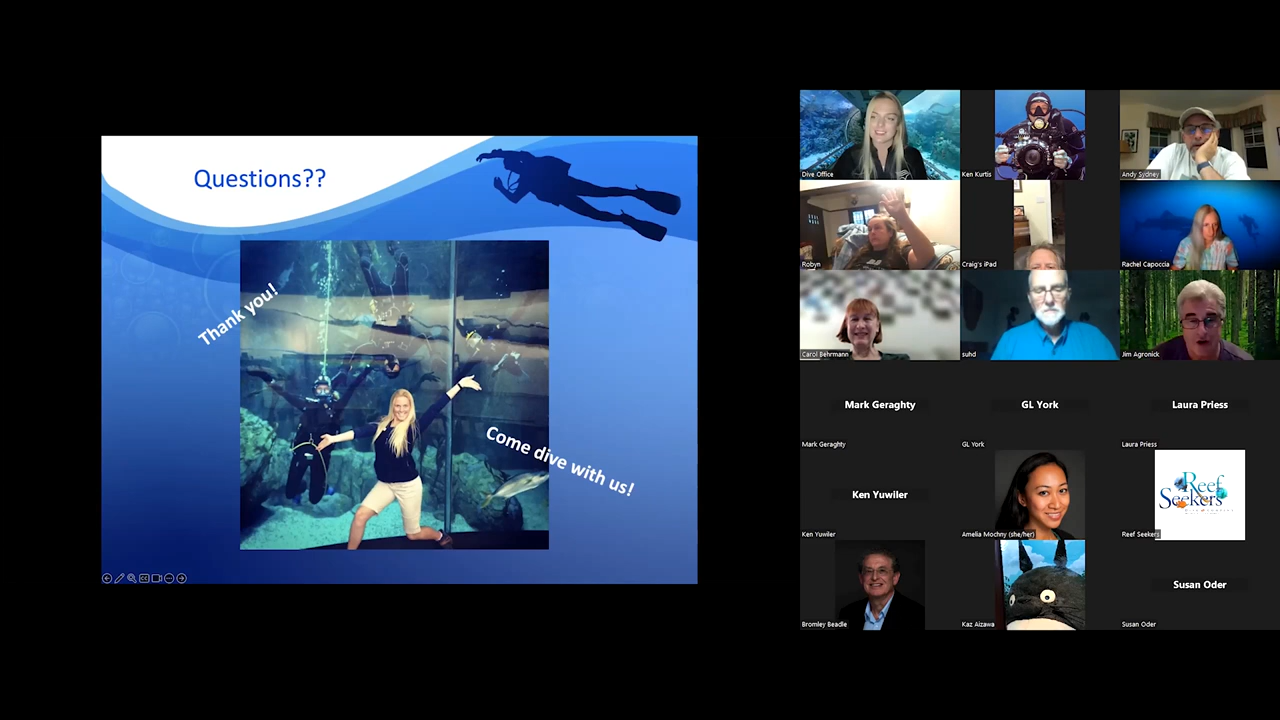 Questions??
Thank you!
Come dive with us!
Dive Office
Ken Kurtis
Andy Sydney
Robyn
Craig's iPad
Rachel Capoccia
Carol Behrmann
suhd
Jim Agronick
Mark Geraghty
GL York
Laura Priess
Mark Geraghty
GL York
Laura Priess
Ken Yuwiler
Reef
Seekers
Ken Yuwiler
Amelia Mochny (she/her)
Reef Seekers
Susan Oder
Bromley Beadle
Kaz Aizawa
Susan Oder